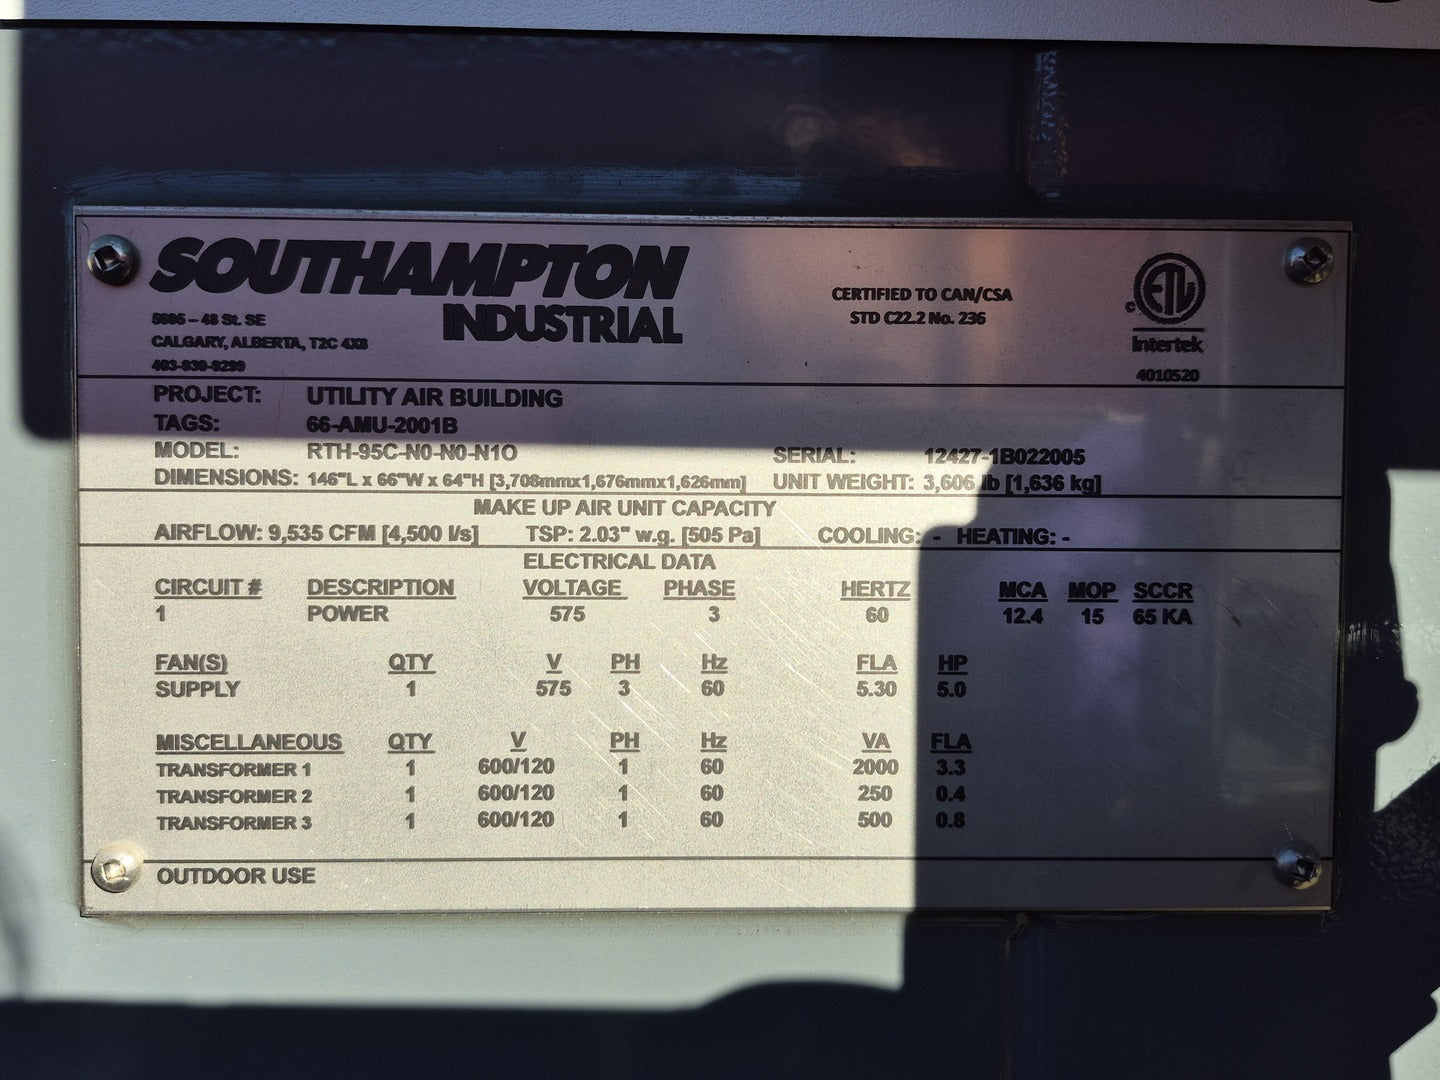 SOUTHAMPTON
INDUSTRIAL
5685 – 48 St. SE
CALGARY, ALBERTA, T2C 4X8
CERTIFIED TO CAN/CSA
STD C22.2 No. 236
c ETL
Intertek
4010520
PROJECT: UTILITY AIR BUILDING
TAGS: 66-AMU-2001B
MODEL: RTH-95C-N0-N0-N1O SERIAL: 12427-1B022005
DIMENSIONS: 146""L x 66""W x 64""H [3,708mmx1,676mmx1,626mm] UNIT WEIGHT: 3,606 lb [1,636 kg]
MAKE UP AIR UNIT CAPACITY
AIRFLOW: 9,535 CFM [4,500 l/s] TSP: 2.03" w.g. [505 Pa] COOLING: - HEATING: -
ELECTRICAL DATA
CIRCUIT # DESCRIPTION VOLTAGE PHASE HERTZ MCA MOP SCCR
1 POWER 575 3 60 12.4 15 65 KA
FAN(S) QTY V PH Hz FLA HP
SUPPLY 1 575 3 60 5.30 5.0
MISCELLANEOUS QTY V PH Hz VA FLA
TRANSFORMER 1 1 600/120 1 60 2000 3.3
TRANSFORMER 2 1 600/120 1 60 250 0.4
TRANSFORMER 3 1 600/120 1 60 500 0.8
OUTDOOR USE